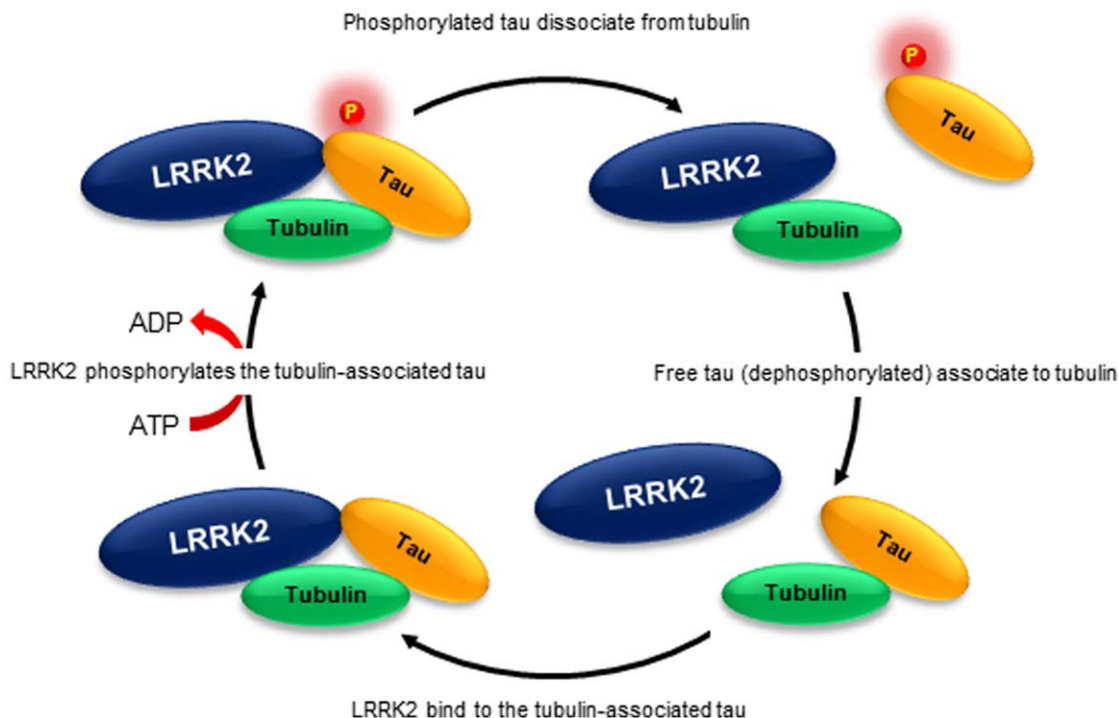 Phosphorylated tau dissociate from tubulin
P
P
LRRK2
Tau
Tubulin
LRRK2
Tau
Tubulin
ADP
LRRK2 phosphorylates the tubulin-associated tau
ATP
Free tau (dephosphorylated) associate to tubulin
LRRK2
Tau
Tubulin
LRRK2
Tau
Tubulin
LRRK2 bind to the tubulin-associated tau